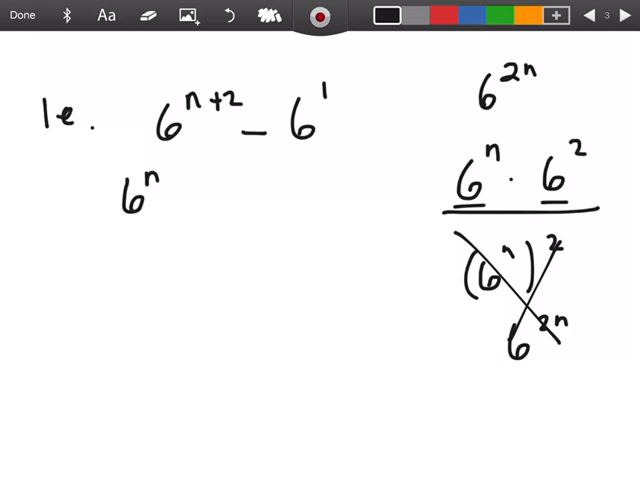 Done Aa 3
1e. 6^{n+2} - 6^1
6^n
6^{2n}
6^n · 6^2
(6^n)^2
6^{2n}